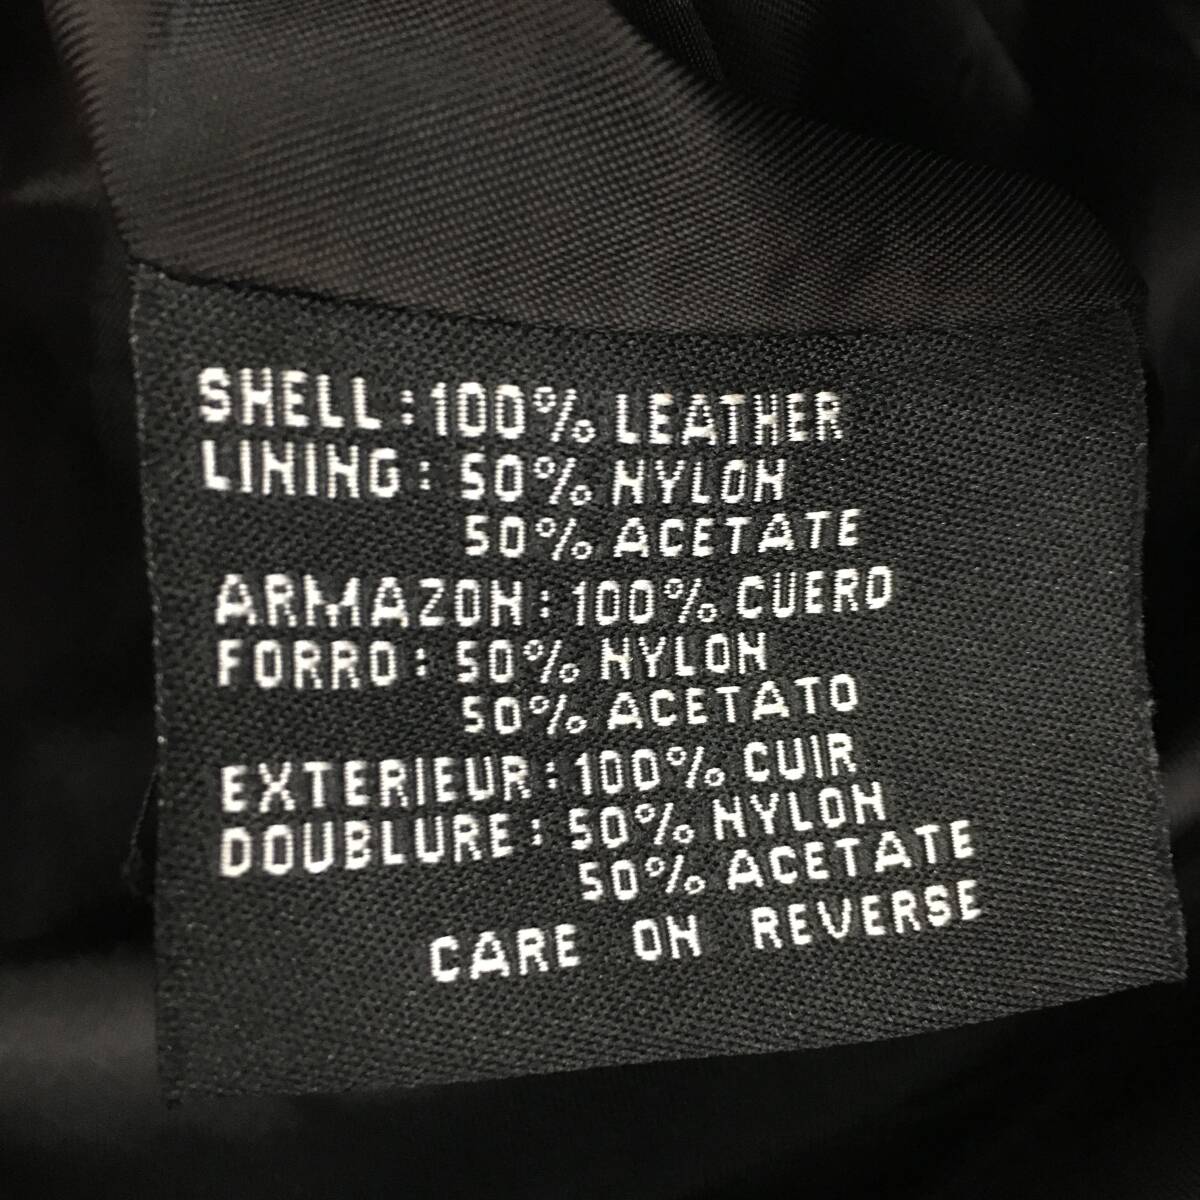 SHELL: 100% LEATHER
LINING: 50% NYLON
50% ACETATE
ARMAZON: 100% CUERO
FORRO: 50% NYLON
50% ACETATO
EXTERIEUR: 100% CUIR
DOUBLURE: 50% NYLON
50% ACETATE
CARE ON REVERSE